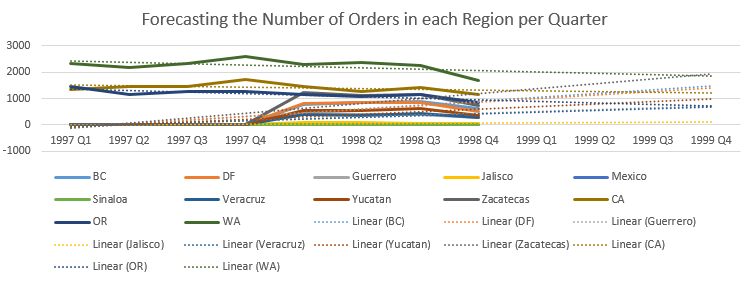 Forecasting the Number of Orders in each Region per Quarter
3000
2000
1000
0
-1000
1997 Q1 1997 Q2 1997 Q3 1997 Q4 1998 Q1 1998 Q2 1998 Q3 1998 Q4 1999 Q1 1999 Q2 1999 Q3 1999 Q4
BC DF Guerrero Jalisco Mexico
Sinaloa Veracruz Yucatan Zacatecas CA
OR WA Linear (BC) Linear (DF) Linear (Guerrero)
Linear (Jalisco) Linear (Veracruz) Linear (Yucatan) Linear (Zacatecas) Linear (CA)
Linear (OR) Linear (WA)